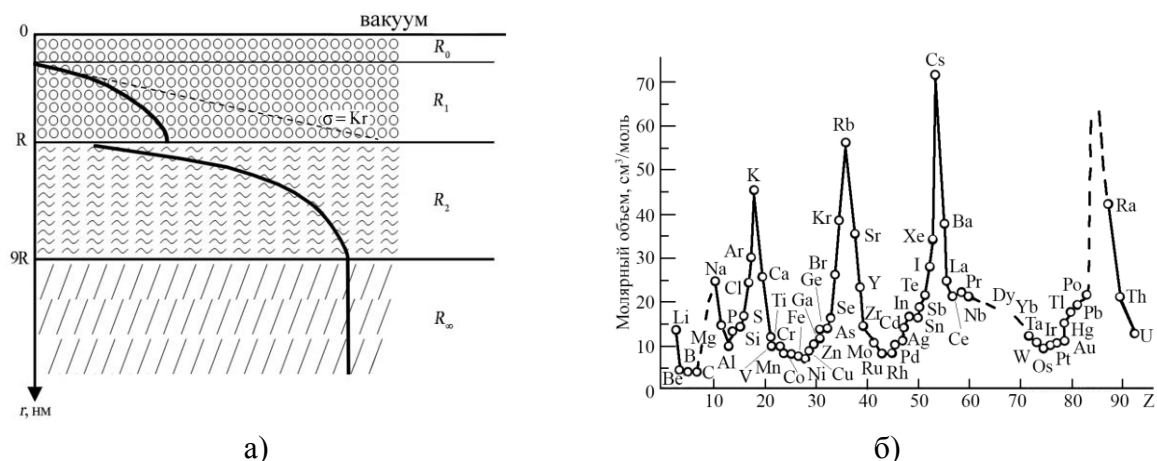 вакуум
0
R₀
σ = Kr
R₁
R
R₂
9R
R∞
r, нм
а)
Молярный объем, см³/моль
70
60
50
40
30
20
10
0
10 20 30 40 50 60 70 80 90 Z
Li
Be
B
C
Na
Mg
Al
Si
P
S
Cl
Ar
K
Ca
Ti
V
Cr
Mn
Fe
Co
Ni
Cu
Zn
Ga
Ge
As
Se
Br
Kr
Rb
Sr
Y
Zr
Mo
Ru
Rh
Pd
Ag
Cd
In
Sn
Sb
Te
I
Xe
Cs
Ba
La
Ce
Pr
Nb
Dy
Yb
Ta
W
Os
Ir
Pt
Au
Hg
Tl
Pb
Po
Ra
Th
U
б)